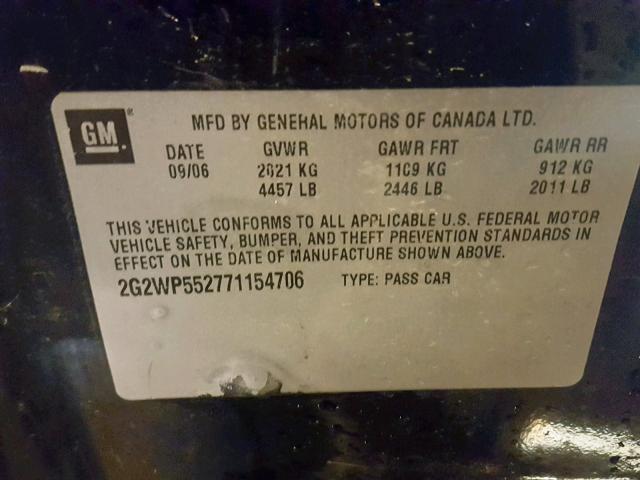 GM ®
MFD BY GENERAL MOTORS OF CANADA LTD.
DATE GVWR GAWR FRT GAWR RR
09/06 2021 KG 1109 KG 912 KG
4457 LB 2446 LB 2011 LB
THIS VEHICLE CONFORMS TO ALL APPLICABLE U.S. FEDERAL MOTOR
VEHICLE SAFETY, BUMPER, AND THEFT PREVENTION STANDARDS IN
EFFECT ON THE DATE OF MANUFACTURE SHOWN ABOVE.
2G2WP552771154706 TYPE: PASS CAR